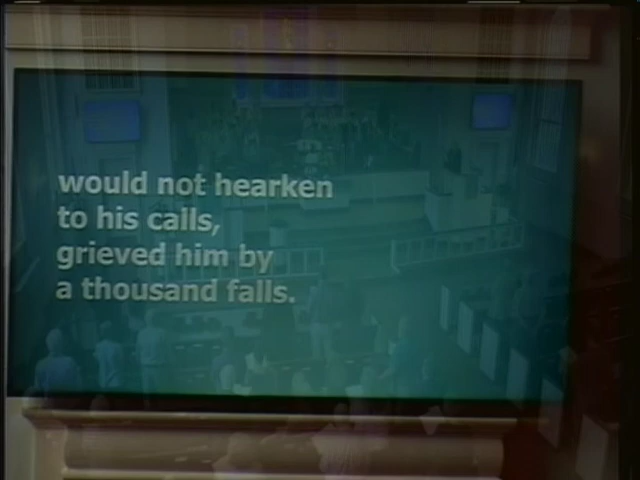 would not hearken
to his calls,
grieved him by
a thousand falls.